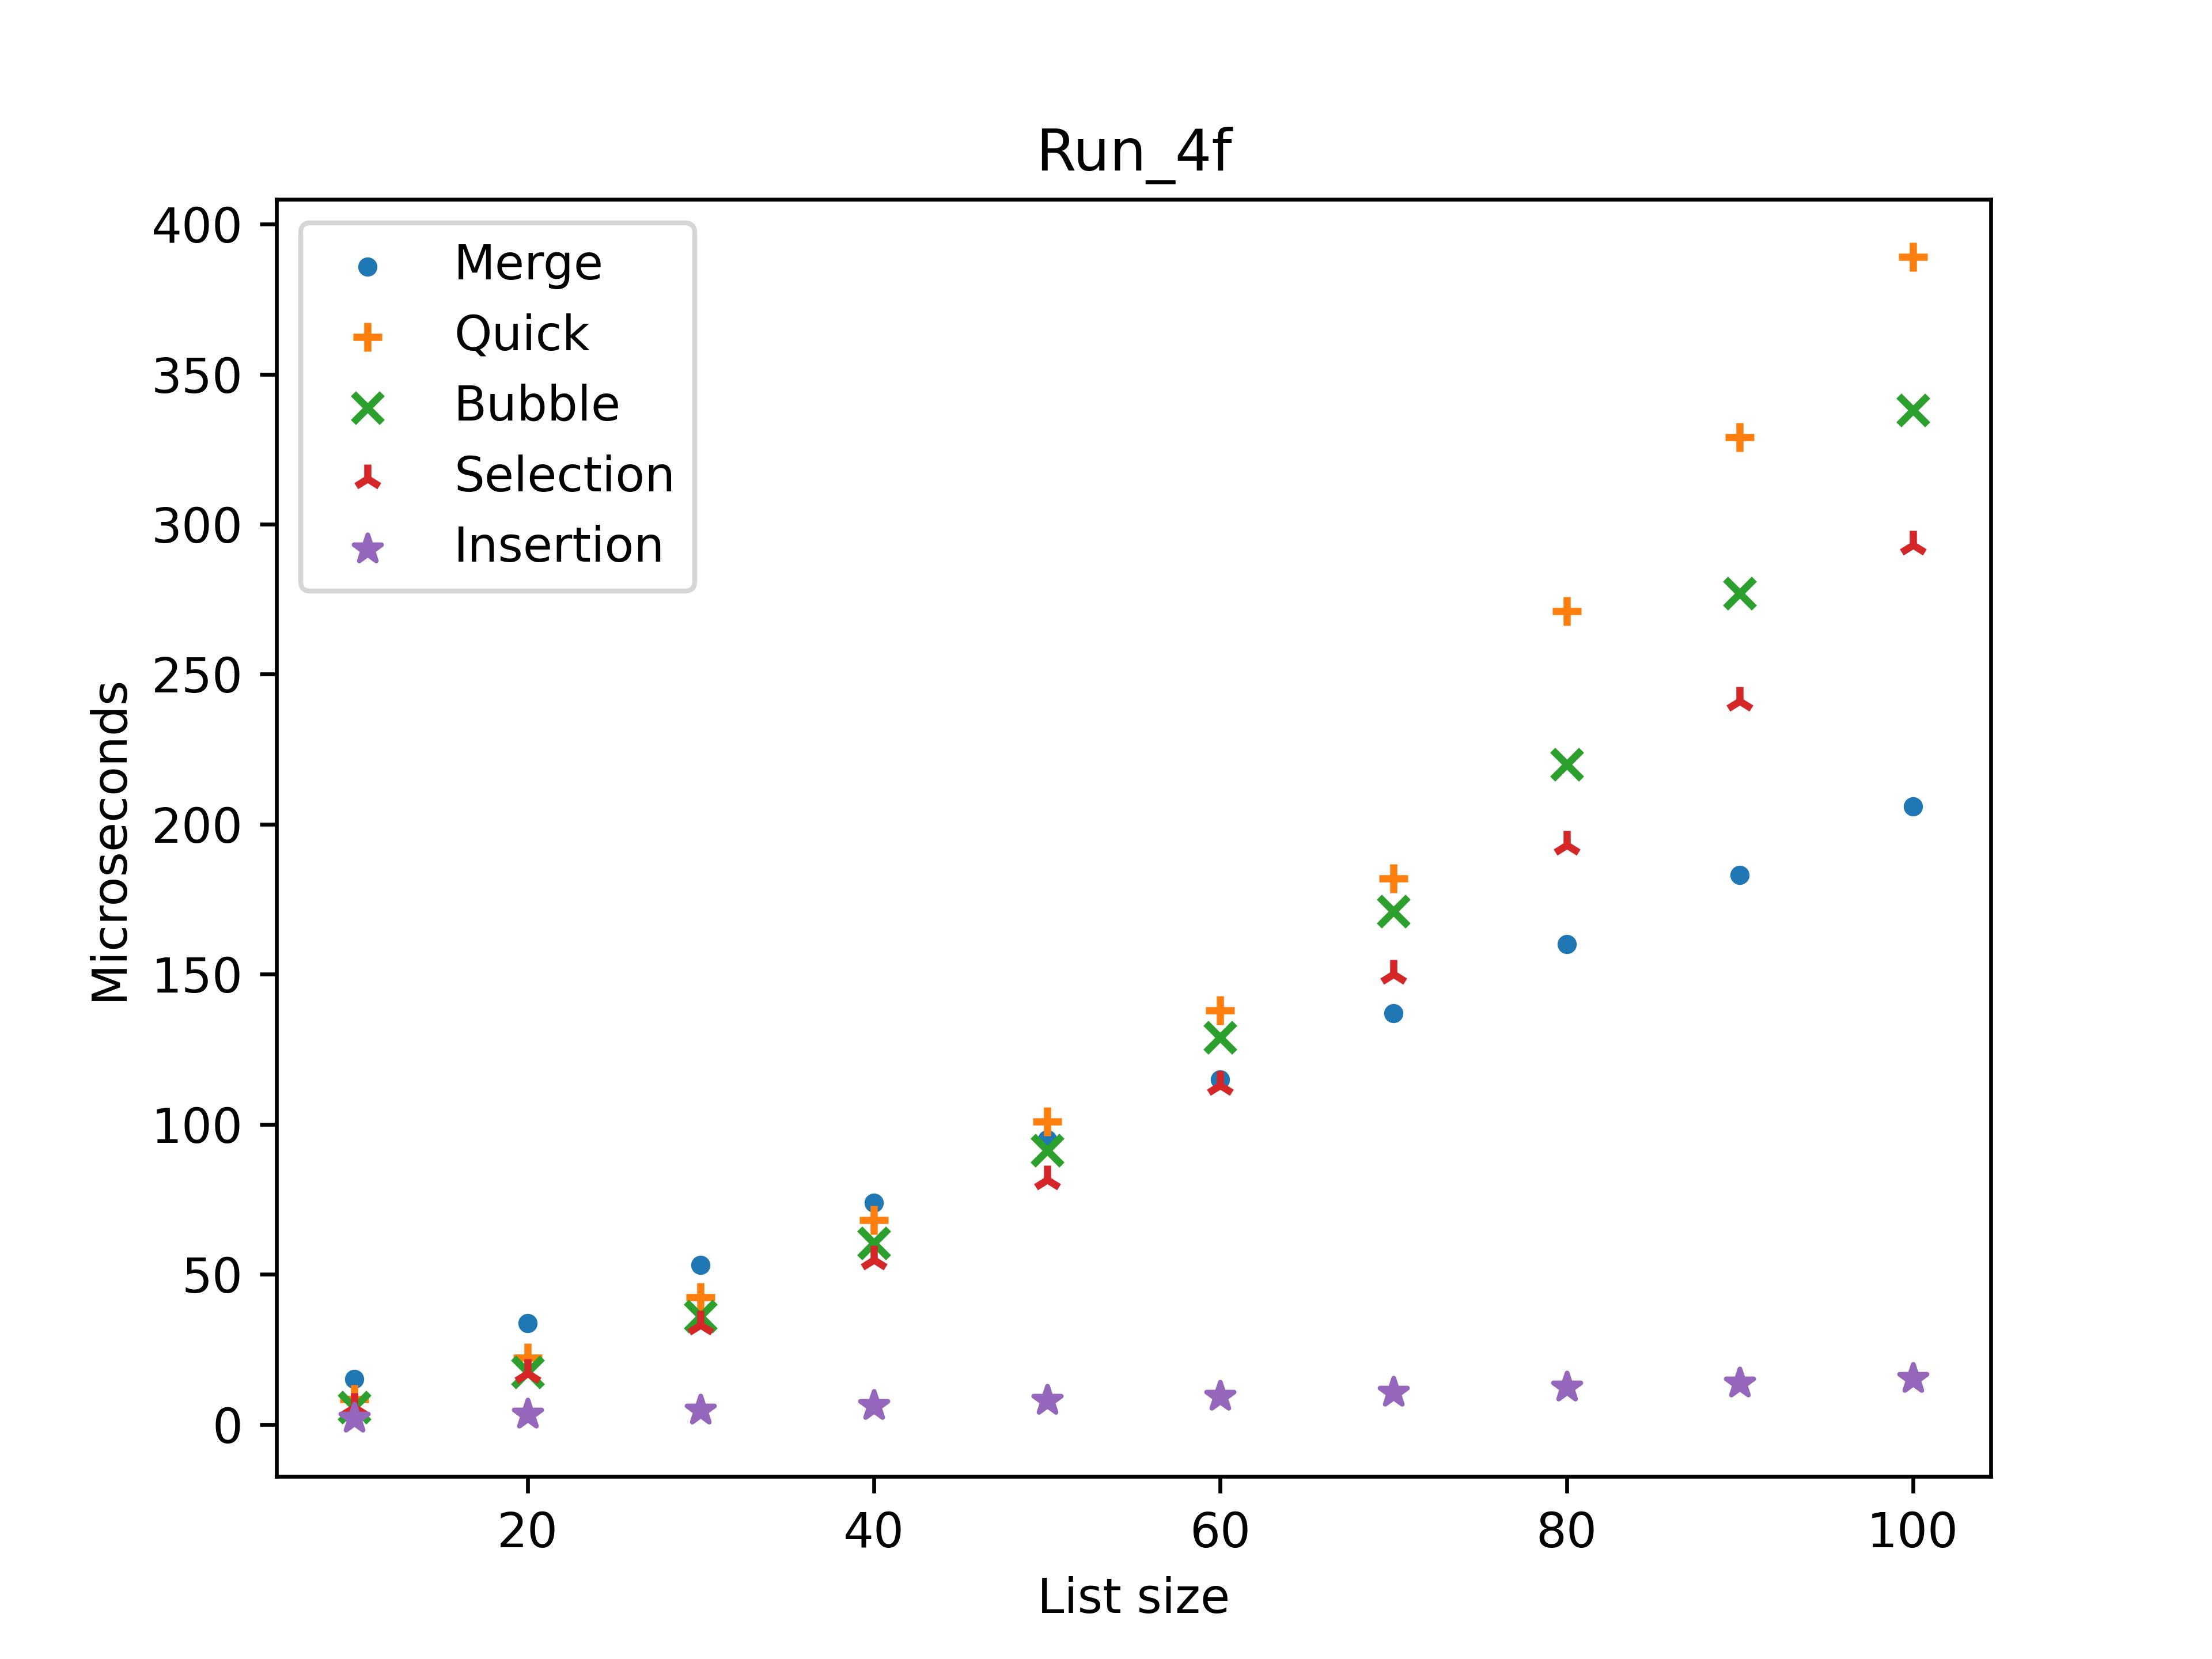 Run_4f
400
350
300
250
200
150
100
50
0
Microseconds
Merge
Quick
Bubble
Selection
Insertion
20 40 60 80 100
List size